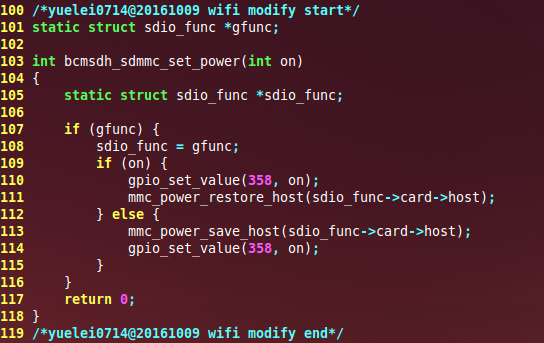 100 /*yuelei0714@20161009 wifi modify start*/
101 static struct sdio_func *gfunc;
102
103 int bcmsdh_sdmmc_set_power(int on)
104 {
105     static struct sdio_func *sdio_func;
106
107     if (gfunc) {
108         sdio_func = gfunc;
109         if (on) {
110             gpio_set_value(358, on);
111             mmc_power_restore_host(sdio_func->card->host);
112         } else {
113             mmc_power_save_host(sdio_func->card->host);
114             gpio_set_value(358, on);
115         }
116     }
117     return 0;
118 }
119 /*yuelei0714@20161009 wifi modify end*/